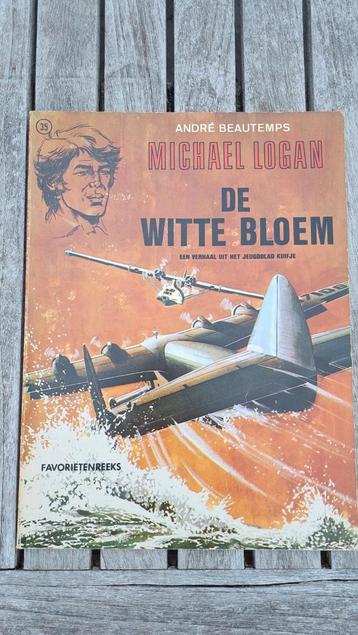 35
ANDRÉ BEAUTEMPS
MICHAEL LOGAN
DE
WITTE BLOEM
EEN VERHAAL UIT HET JEUGDBLAD KUIFJE
FAVORIETENREEKS